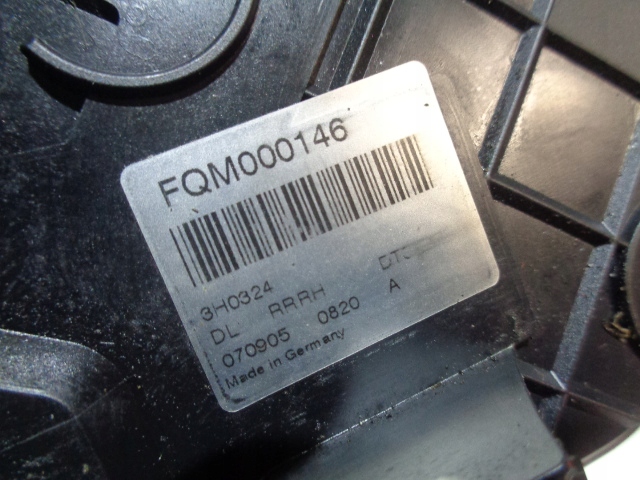 FQM000146
3H0324
DL RRRH
070905 0820 A
Made in Germany